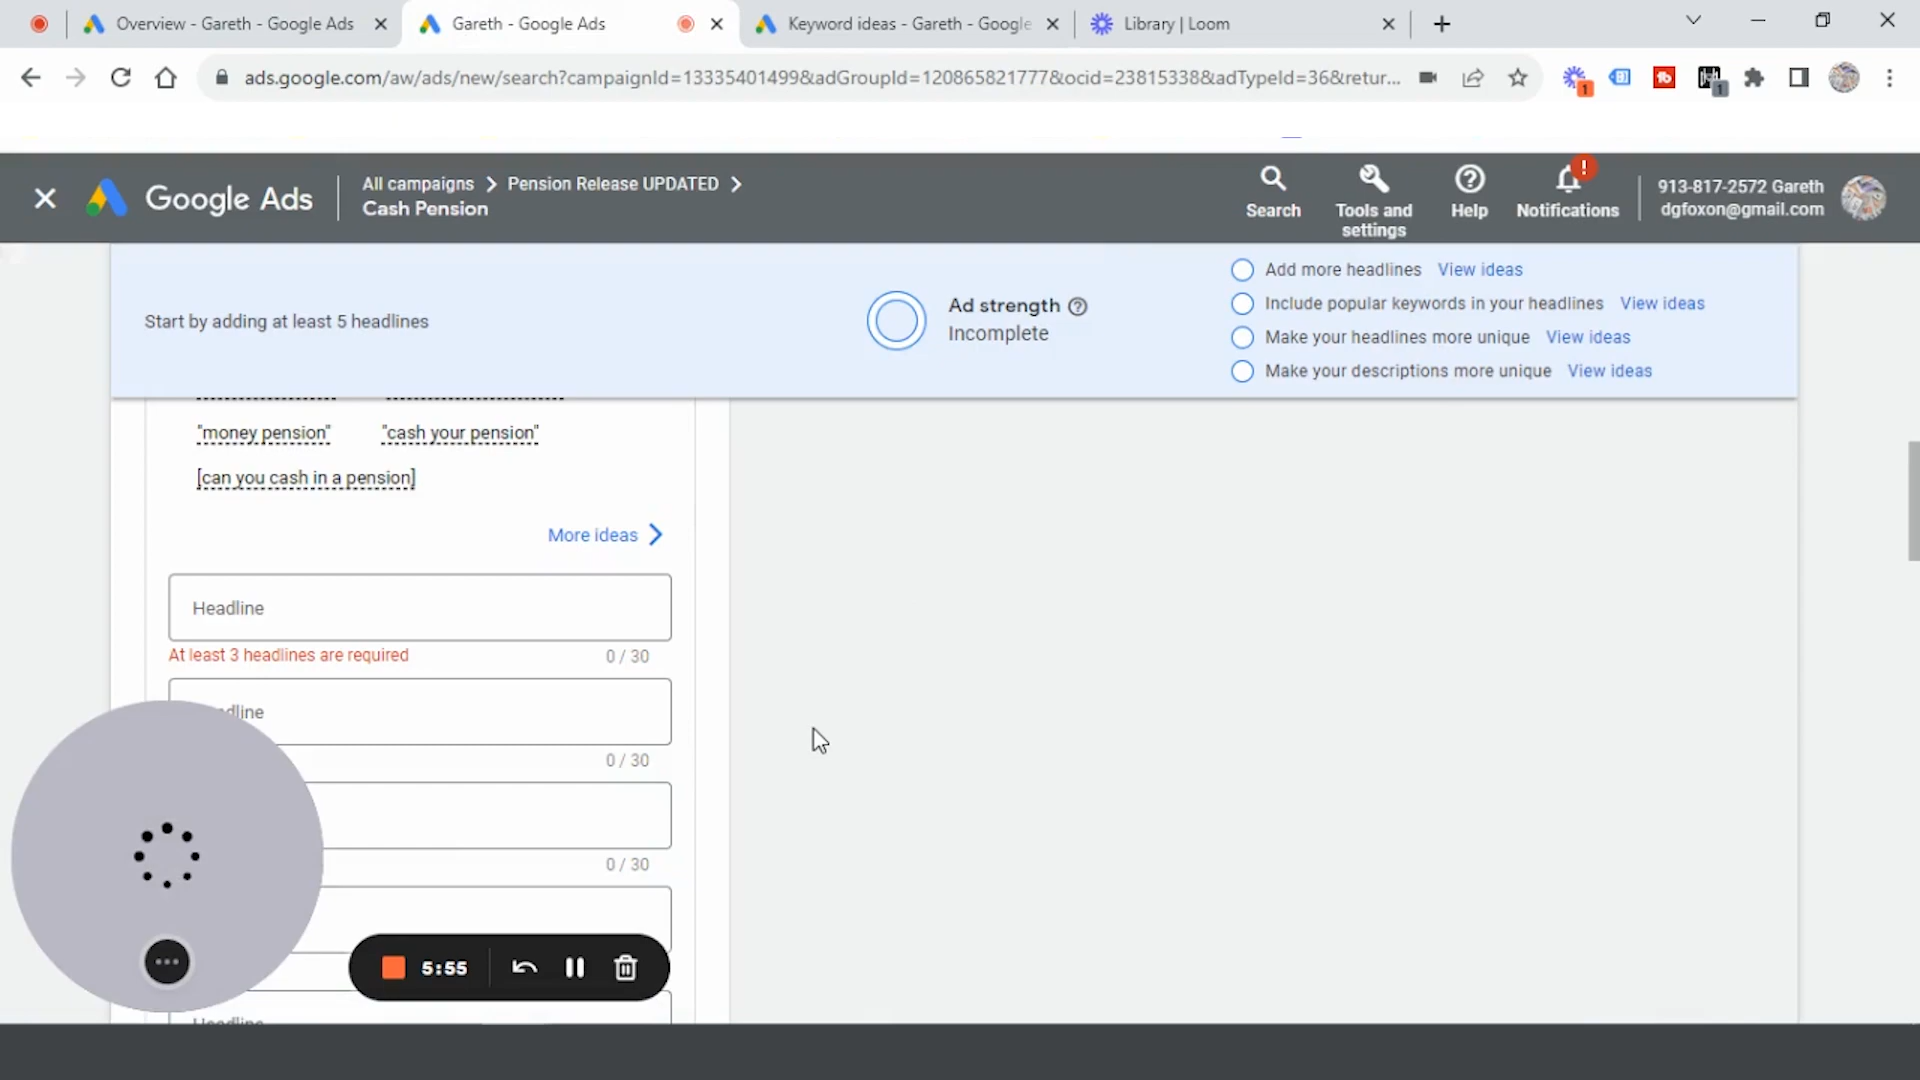 Overview - Gareth - Google Ads
Gareth - Google Ads
Keyword ideas - Gareth - Google
Library | Loom
ads.google.com/aw/ads/new/search?campaignId=13335401499&adGroupId=120865821777&ocid=23815338&adTypeId=36&retur...
1
1
Google Ads
All campaigns > Pension Release UPDATED >
Cash Pension
Search
Tools and
settings
Help
!
Notifications
913-817-2572 Gareth
dgfoxon@gmail.com
Start by adding at least 5 headlines
Ad strength ?
Incomplete
Add more headlines View ideas
Include popular keywords in your headlines View ideas
Make your headlines more unique View ideas
Make your descriptions more unique View ideas
"money pension" "cash your pension"
[can you cash in a pension]
More ideas
Headline
At least 3 headlines are required 0 / 30
dline
0 / 30
0 / 30
5:55